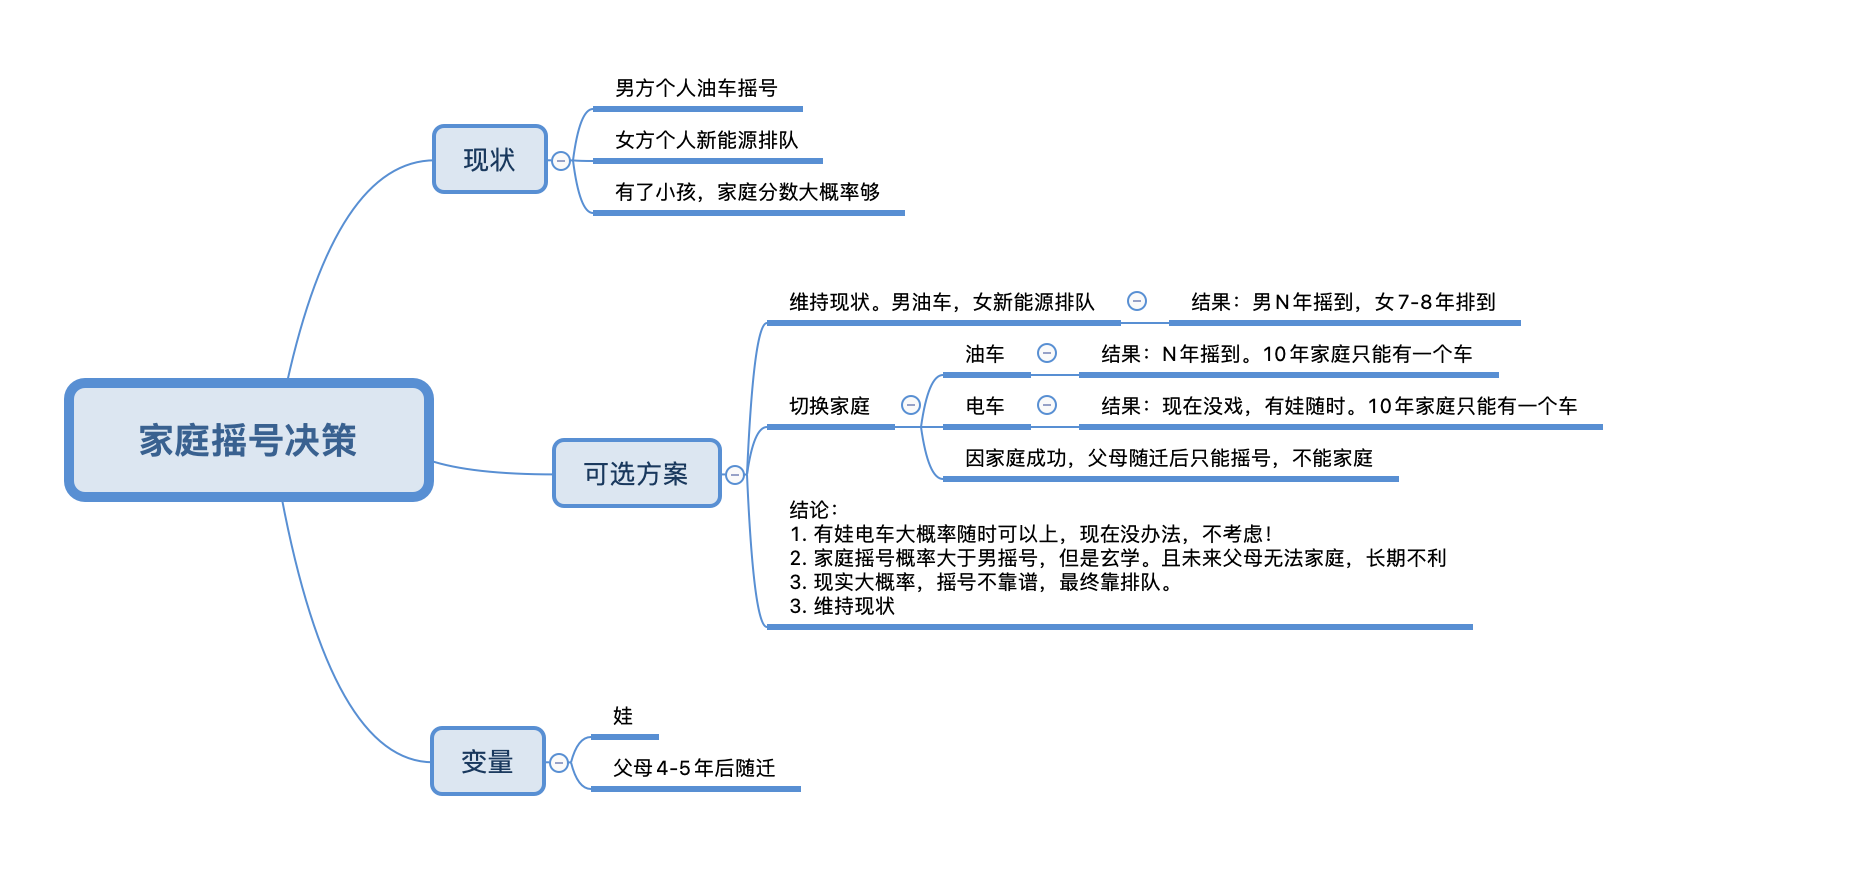 家庭摇号决策
现状
男方个人油车摇号
女方个人新能源排队
有了小孩，家庭分数大概率够
可选方案
维持现状。男油车，女新能源排队
结果：男N年摇到，女7-8年排到
切换家庭
油车
结果：N年摇到。10年家庭只能有一个车
电车
结果：现在没戏，有娃随时。10年家庭只能有一个车
因家庭成功，父母随迁后只能摇号，不能家庭
结论：
1. 有娃电车大概率随时可以上，现在没办法，不考虑！
2. 家庭摇号概率大于男摇号，但是玄学。且未来父母无法家庭，长期不利
3. 现实大概率，摇号不靠谱，最终靠排队。
3. 维持现状
变量
娃
父母4-5年后随迁